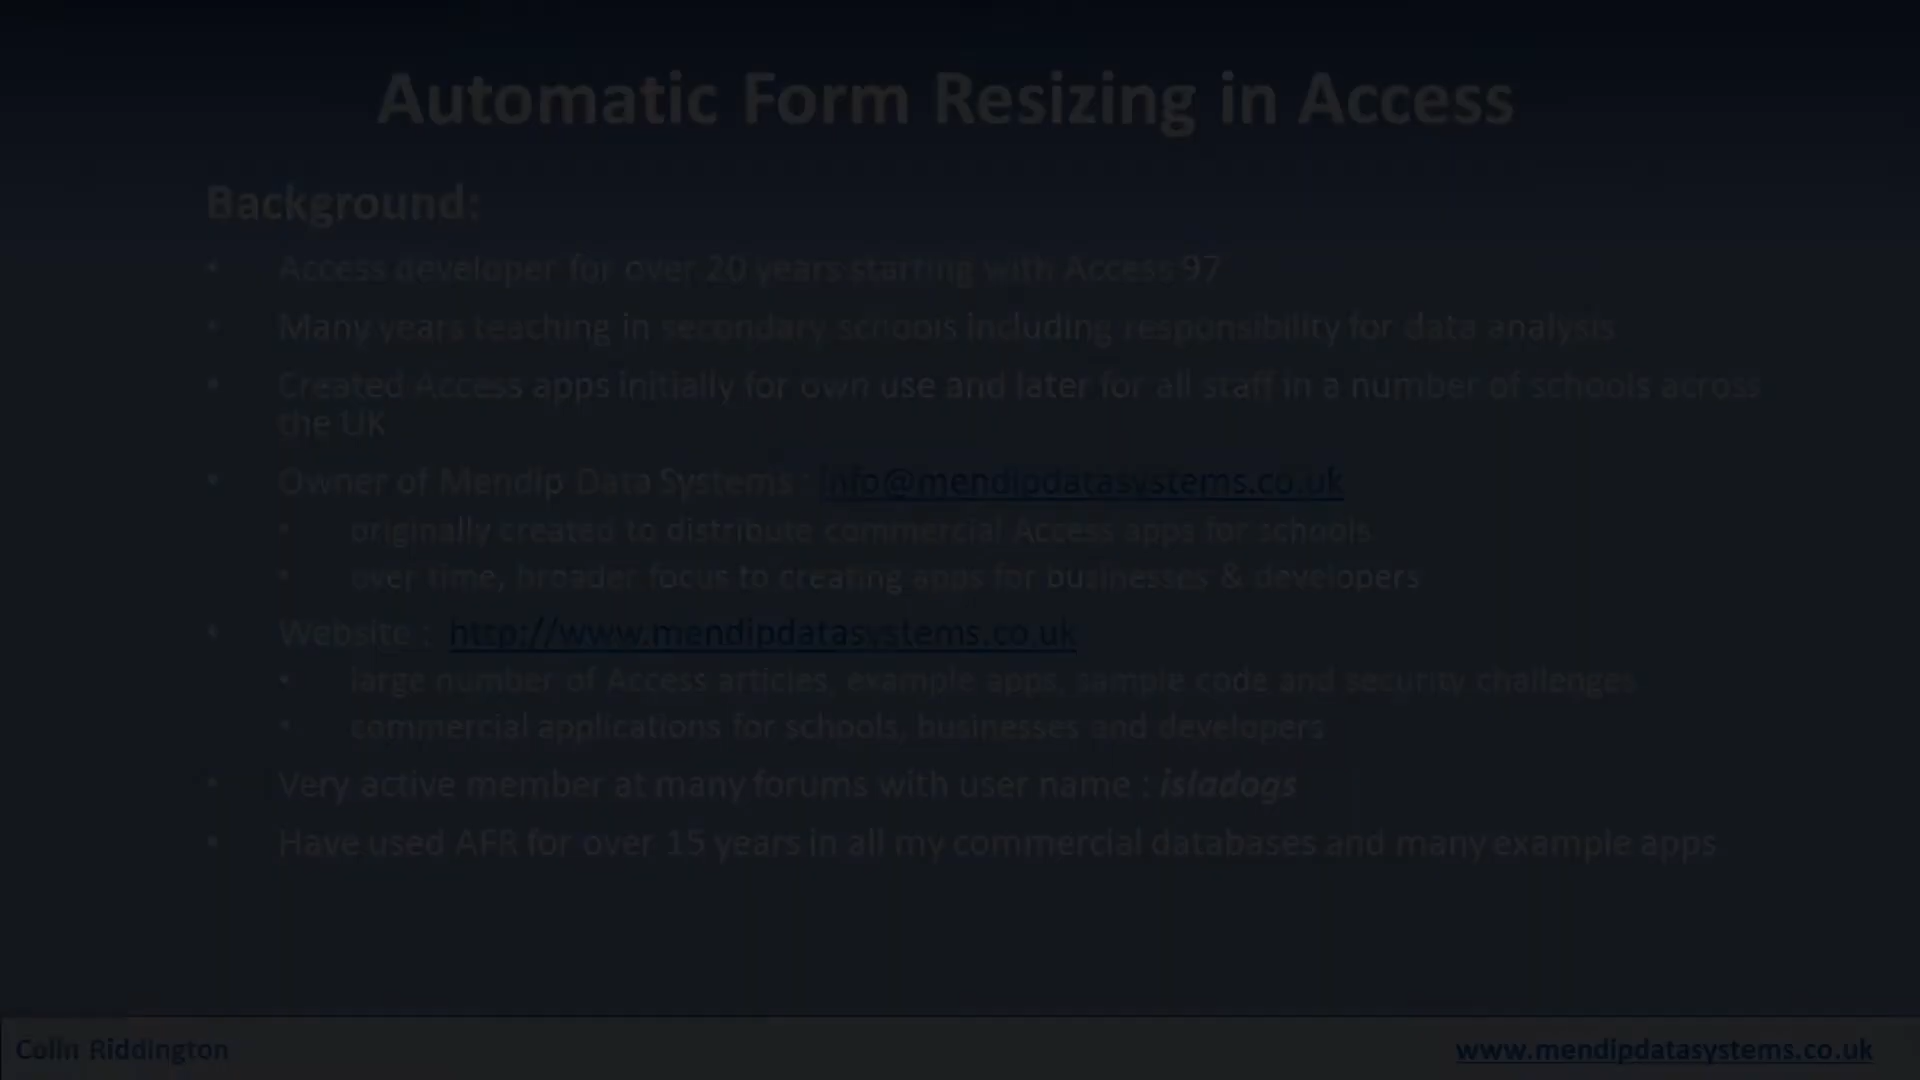 Automatic Form Resizing in Access
Background:
• Access developer for over 20 years starting with Access 97
• Many years teaching in secondary schools including responsibility for data analysis
• Created Access apps initially for own use and later for all staff in a number of schools across
the UK
• Owner of Mendip Data Systems : info@mendipdatasystems.co.uk
• originally created to distribute commercial Access apps for schools
• over time, broader focus to creating apps for businesses & developers
• Website : http://www.mendipdatasystems.co.uk
• large number of Access articles, example apps, sample code and security challenges
• commercial applications for schools, businesses and developers
• Very active member at many forums with user name : isladogs
• Have used AFR for over 15 years in all my commercial databases and many example apps
Colin Riddington
www.mendipdatasystems.co.uk